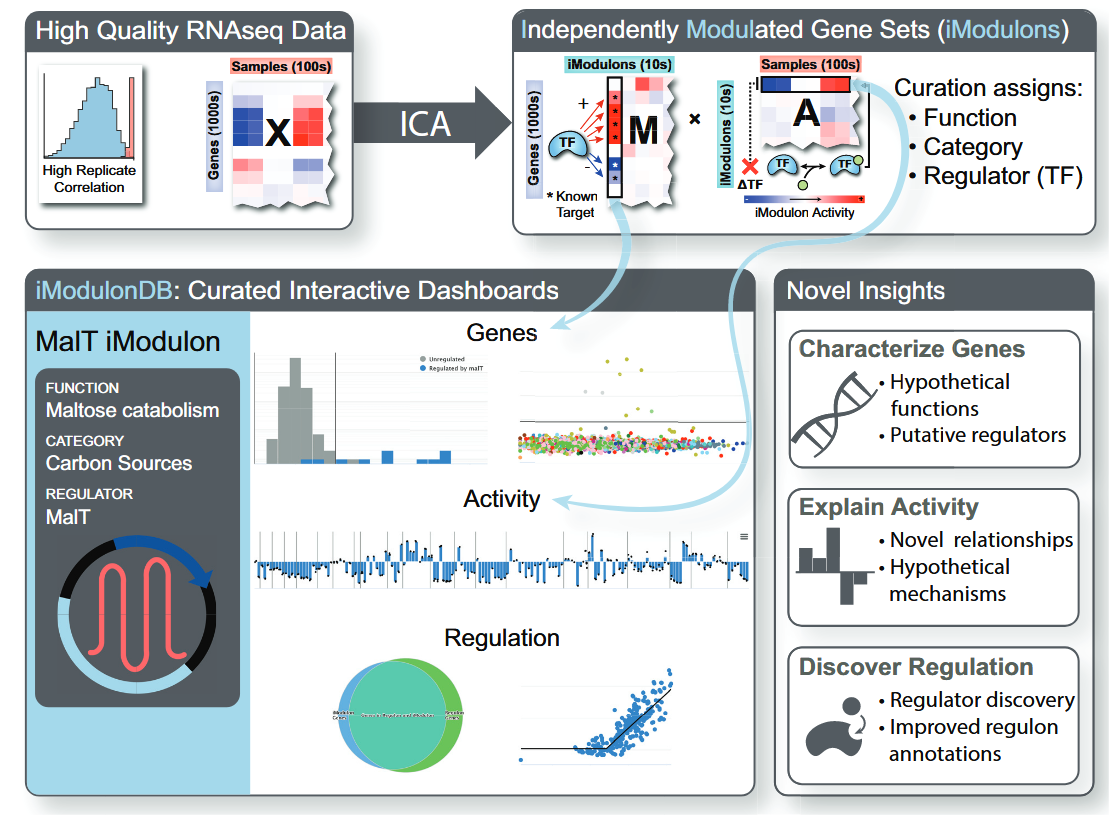 High Quality RNAseq Data
High Replicate
Correlation
Samples (100s)
Genes (1000s)
X
ICA
Independently Modulated Gene Sets (iModulons)
iModulons (10s)
Genes (1000s)
TF
+
-
* Known
Target
M
×
Samples (100s)
iModulons (10s)
A
ΔTF
TF
TF
- +
iModulon Activity
Curation assigns:
• Function
• Category
• Regulator (TF)
iModulonDB: Curated Interactive Dashboards
MalT iModulon
FUNCTION
Maltose catabolism
CATEGORY
Carbon Sources
REGULATOR
MalT
Genes
Unregulated
Regulated by malT
Activity
Regulation
iModulon
Genes
Regulon
Genes
Novel Insights
Characterize Genes
• Hypothetical
functions
• Putative regulators
Explain Activity
• Novel relationships
• Hypothetical
mechanisms
Discover Regulation
• Regulator discovery
• Improved regulon
annotations